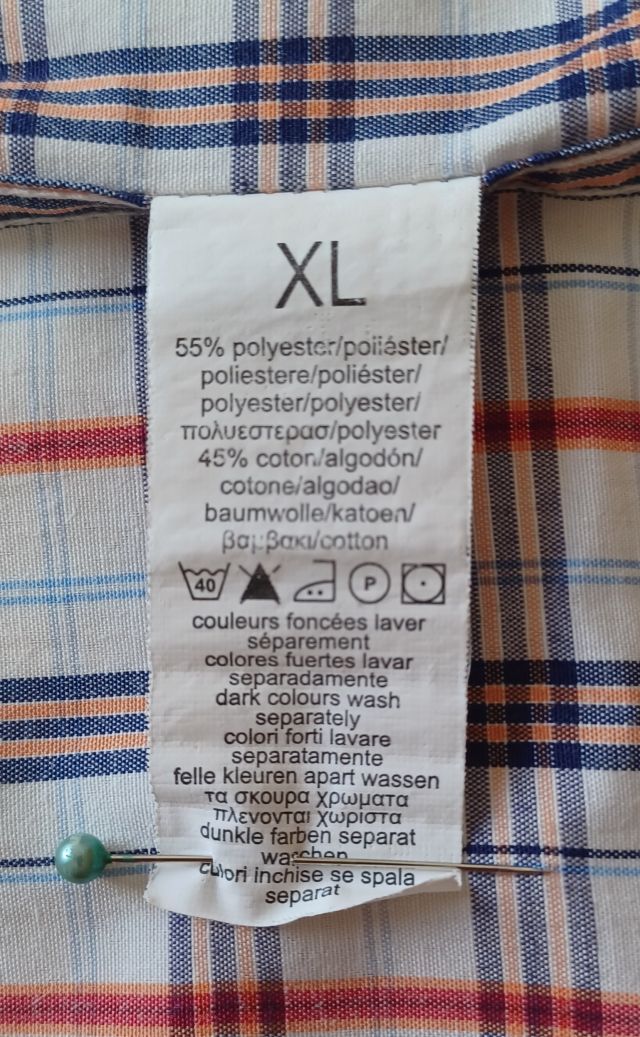 XL
55% polyester/poliéster/
poliestere/poliéster/
polyester/polyester/
πολυεστερασ/polyester
45% coton/algodón/
cotone/algodao/
baumwolle/katoen/
βαμβακι/cotton
40 P
couleurs foncées laver
séparement
colores fuertes lavar
separadamente
dark colours wash
separately
colori forti lavare
separatamente
felle kleuren apart wassen
τα σκουρα χρωματα
πλενονται χωριστα
dunkle farben separat
waschen
culori inchise se spala
separat